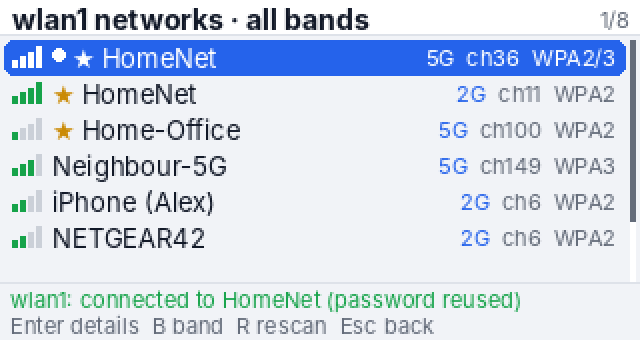 wlan1 networks · all bands 1/8
● ★ HomeNet 5G ch36 WPA2/3
★ HomeNet 2G ch11 WPA2
★ Home-Office 5G ch100 WPA2
Neighbour-5G 5G ch149 WPA3
iPhone (Alex) 2G ch6 WPA2
NETGEAR42 2G ch6 WPA2
wlan1: connected to HomeNet (password reused)
Enter details B band R rescan Esc back